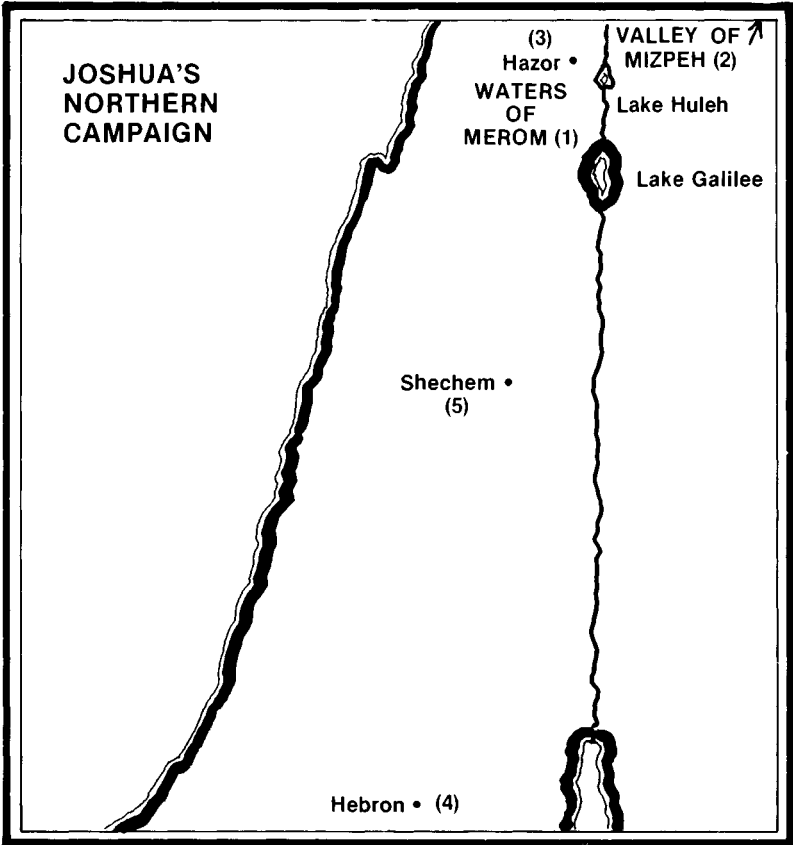 JOSHUA'S
NORTHERN
CAMPAIGN
(3)
Hazor
VALLEY OF
MIZPEH (2)
WATERS
OF
MEROM (1)
Lake Huleh
Lake Galilee
Shechem
(5)
Hebron (4)